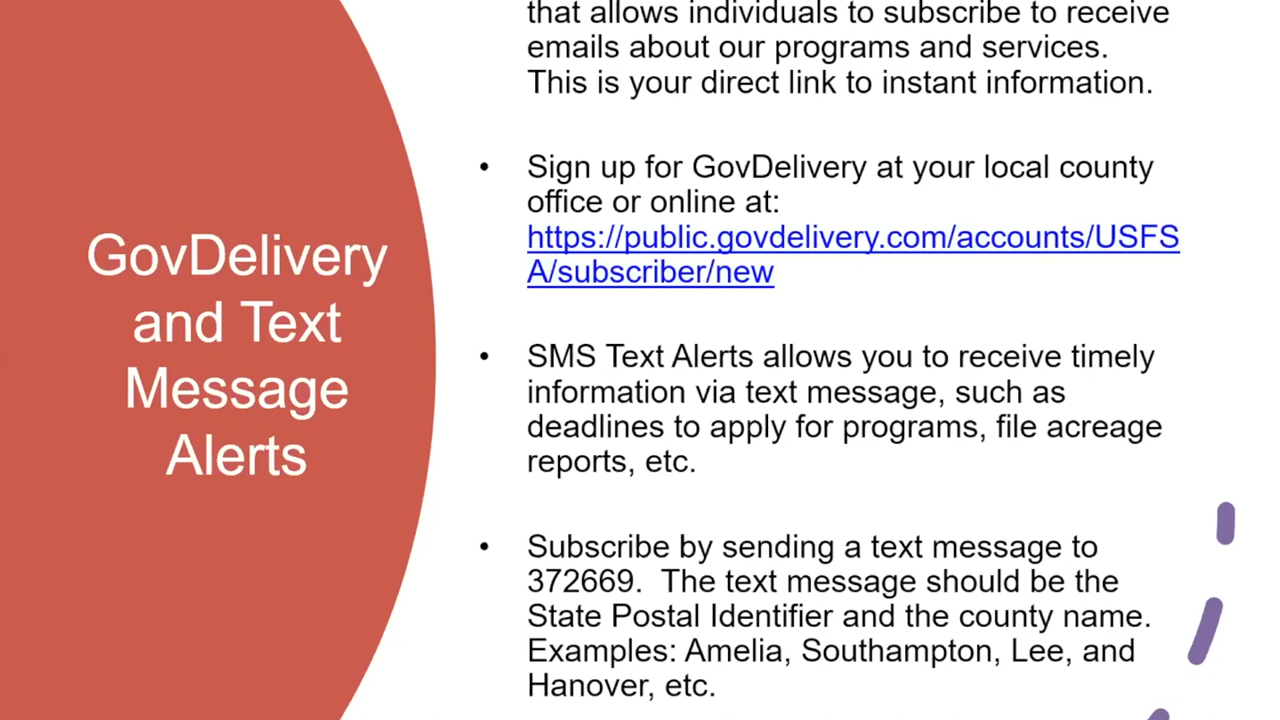 GovDelivery
and Text
Message
Alerts
that allows individuals to subscribe to receive
emails about our programs and services.
This is your direct link to instant information.
• Sign up for GovDelivery at your local county
office or online at:
https://public.govdelivery.com/accounts/USFS
A/subscriber/new
• SMS Text Alerts allows you to receive timely
information via text message, such as
deadlines to apply for programs, file acreage
reports, etc.
• Subscribe by sending a text message to
372669.  The text message should be the
State Postal Identifier and the county name.
Examples: Amelia, Southampton, Lee, and
Hanover, etc.